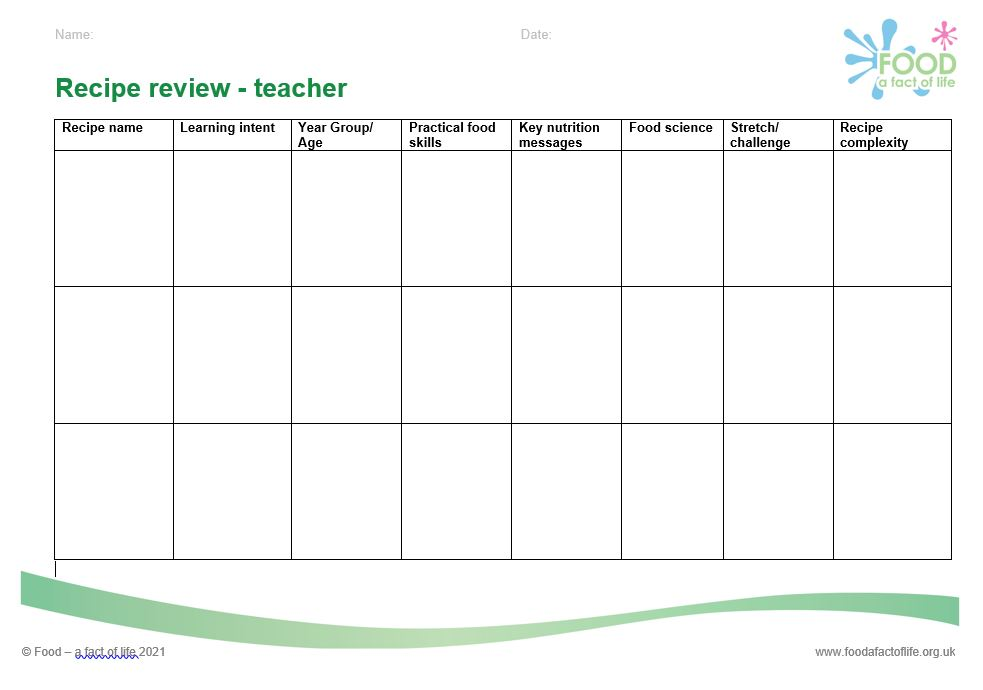 Name: Date:
FOOD
a fact of life
Recipe review - teacher
Recipe name Learning intent Year Group/ Practical food Key nutrition Food science Stretch/ Recipe
Age skills messages challenge complexity
© Food – a fact of life 2021 www.foodafactoflife.org.uk